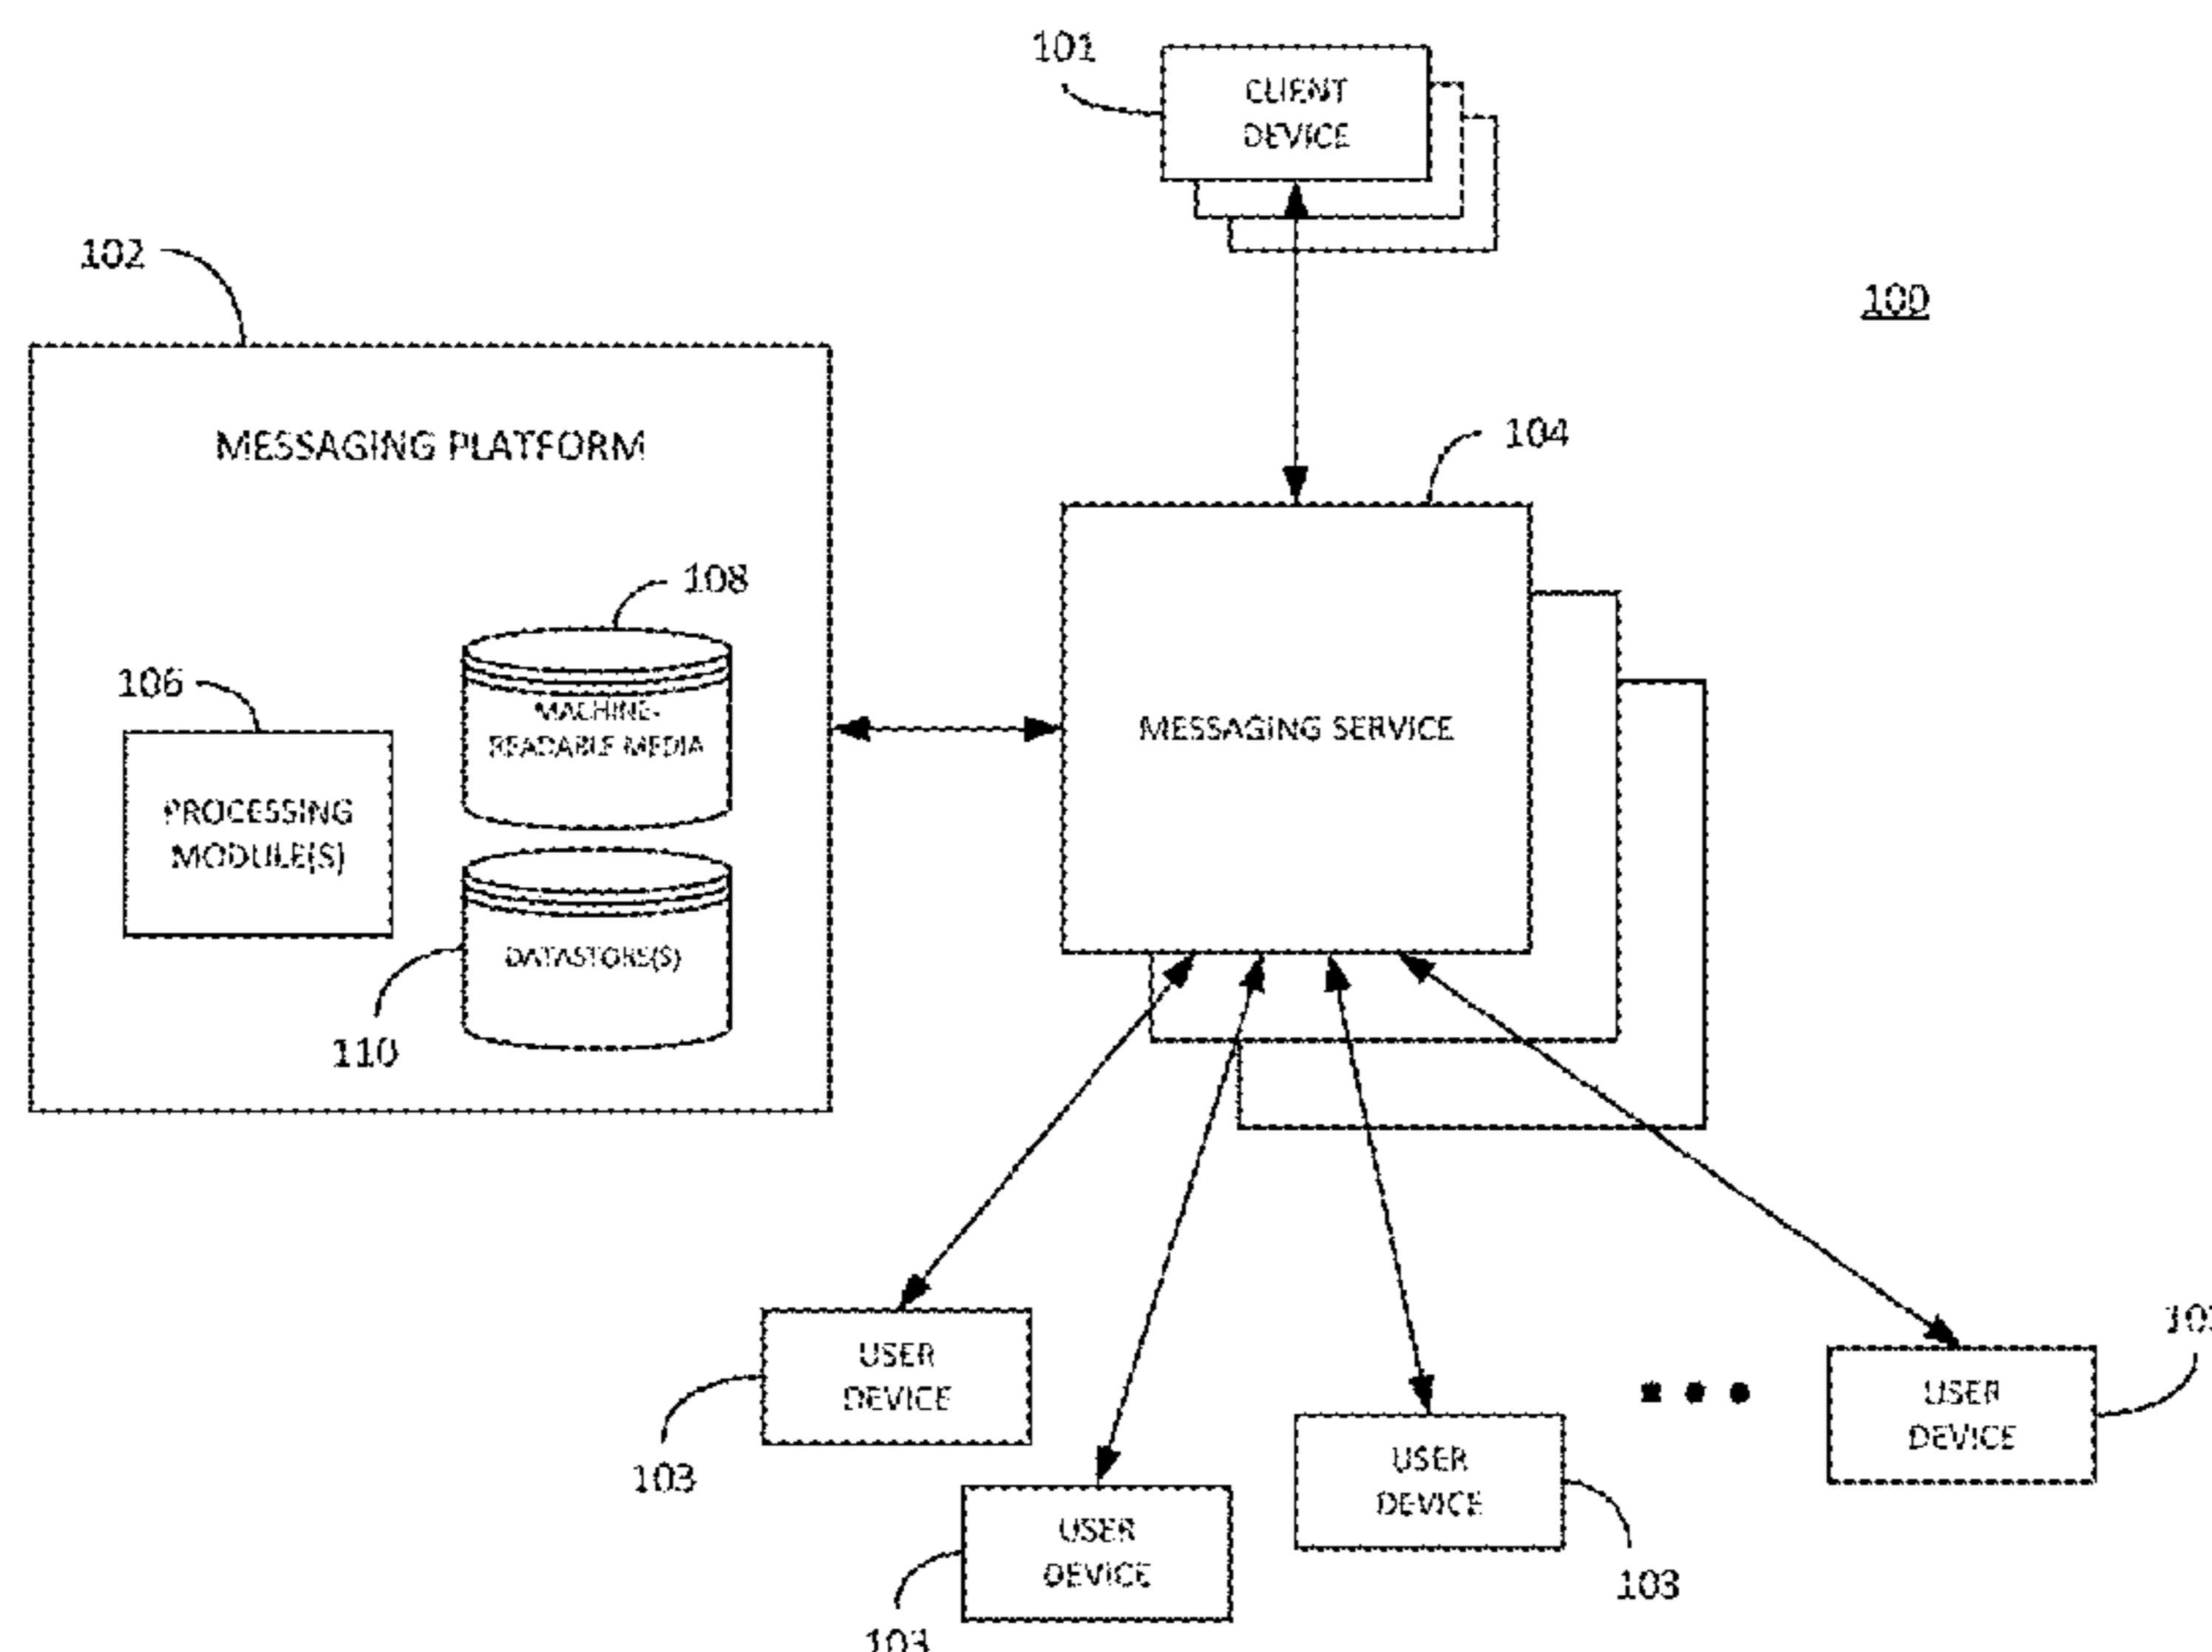 101
CLIENT
DEVICE
102
100
MESSAGING PLATFORM
104
108
106
MACHINE-
READABLE MEDIA
MESSAGING SERVICE
PROCESSING
MODULE(S)
DATASTORE(S)
110
USER
DEVICE
103
USER
DEVICE
103
USER
DEVICE
103
USER
DEVICE